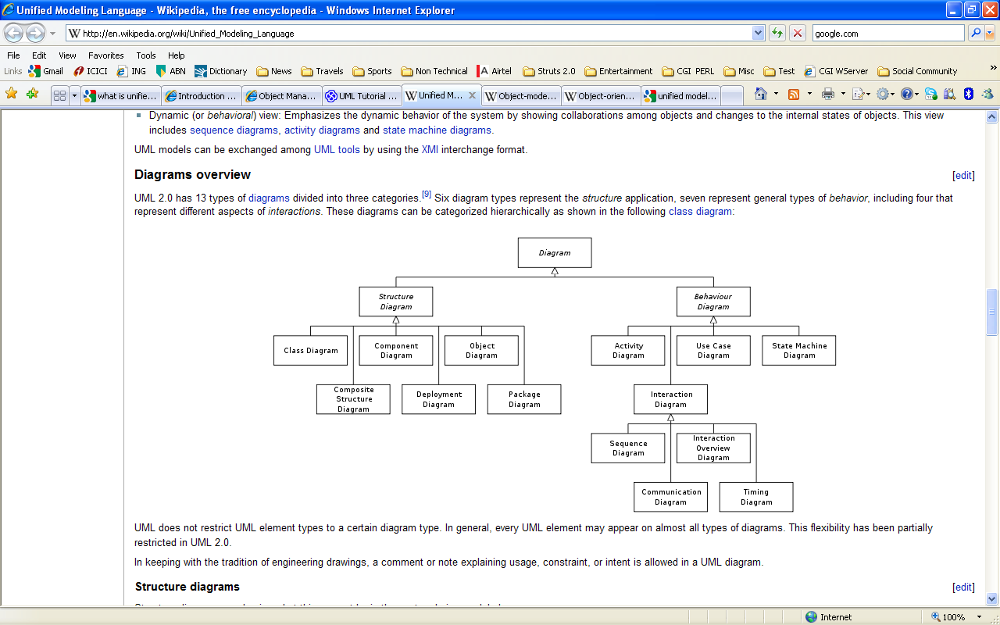 Unified Modeling Language - Wikipedia, the free encyclopedia - Windows Internet Explorer
http://en.wikipedia.org/wiki/Unified_Modeling_Language
google.com
File Edit View Favorites Tools Help
Links Gmail ICICI ING ABN Dictionary News Travels Sports Non Technical Airtel Struts 2.0 Entertainment CGI PERL Misc Test CGI WServer Social Community »
what is unifie... Introduction ... Object Mana... UML Tutorial ... Unified M... Object-mode... Object-orien... unified model...
Dynamic (or behavioral) view: Emphasizes the dynamic behavior of the system by showing collaborations among objects and changes to the internal states of objects. This view
includes sequence diagrams, activity diagrams and state machine diagrams.
UML models can be exchanged among UML tools by using the XMI interchange format.
Diagrams overview [edit]
UML 2.0 has 13 types of diagrams divided into three categories.[9] Six diagram types represent the structure application, seven represent general types of behavior, including four that
represent different aspects of interactions. These diagrams can be categorized hierarchically as shown in the following class diagram:
Diagram
Structure
Diagram
Behaviour
Diagram
Class Diagram
Component
Diagram
Object
Diagram
Activity
Diagram
Use Case
Diagram
State Machine
Diagram
Composite
Structure
Diagram
Deployment
Diagram
Package
Diagram
Interaction
Diagram
Sequence
Diagram
Interaction
Overview
Diagram
Communication
Diagram
Timing
Diagram
UML does not restrict UML element types to a certain diagram type. In general, every UML element may appear on almost all types of diagrams. This flexibility has been partially
restricted in UML 2.0.
In keeping with the tradition of engineering drawings, a comment or note explaining usage, constraint, or intent is allowed in a UML diagram.
Structure diagrams [edit]
Internet 100%